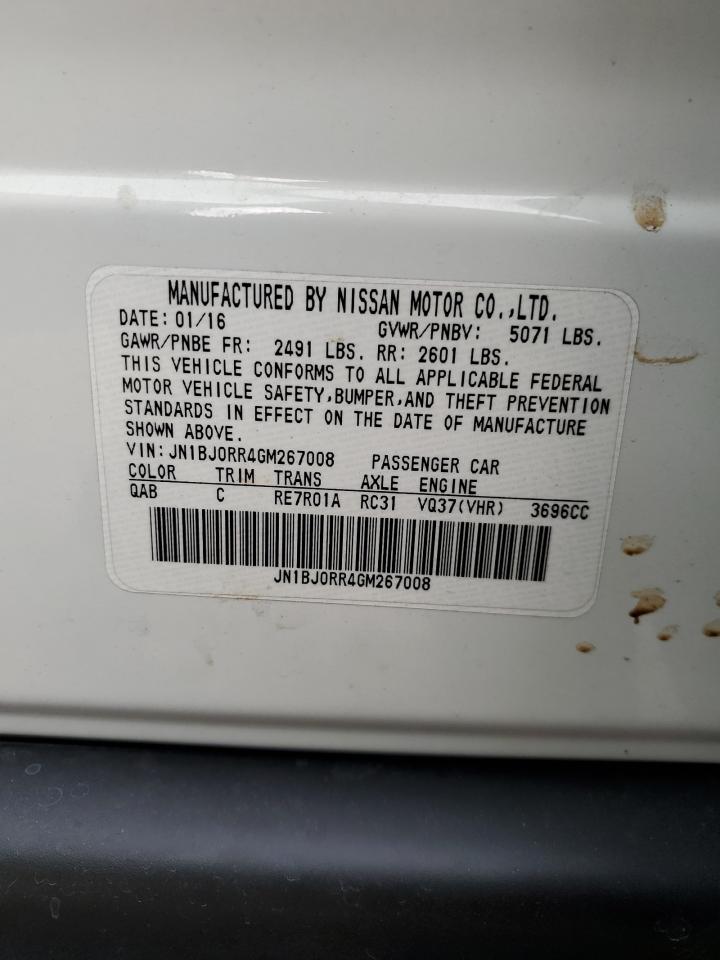 MANUFACTURED BY NISSAN MOTOR CO.,LTD.
DATE: 01/16 GVWR/PNBV: 5071 LBS.
GAWR/PNBE FR: 2491 LBS. RR: 2601 LBS.
THIS VEHICLE CONFORMS TO ALL APPLICABLE FEDERAL
MOTOR VEHICLE SAFETY,BUMPER,AND THEFT PREVENTION
STANDARDS IN EFFECT ON THE DATE OF MANUFACTURE
SHOWN ABOVE.
VIN: JN1BJ0RR4GM267008 PASSENGER CAR
COLOR TRIM TRANS AXLE ENGINE
QAB C RE7R01A RC31 VQ37(VHR) 3696CC
JN1BJ0RR4GM267008